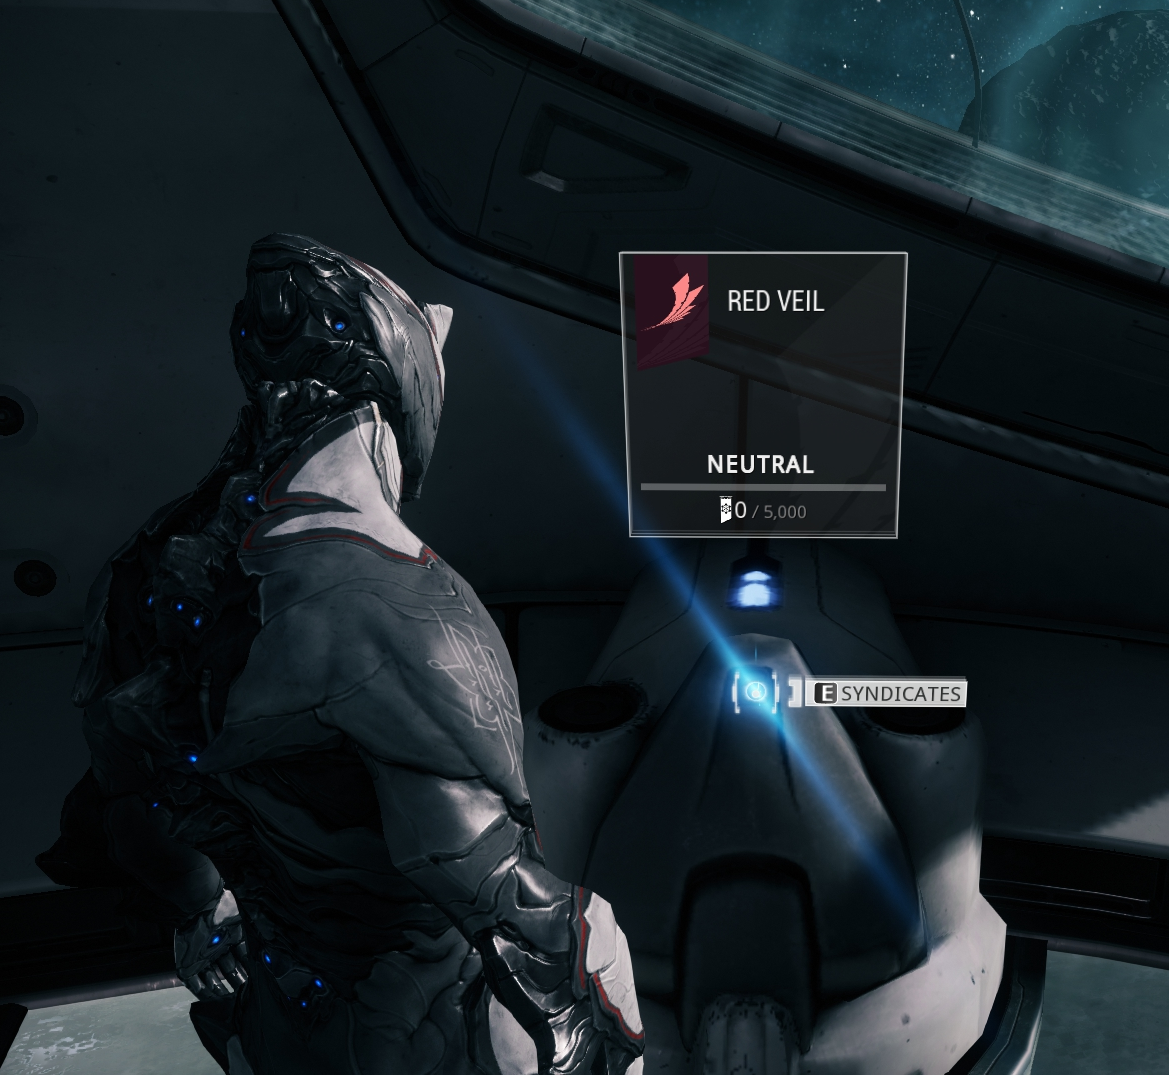 RED VEIL
NEUTRAL
0 / 5,000
E SYNDICATES